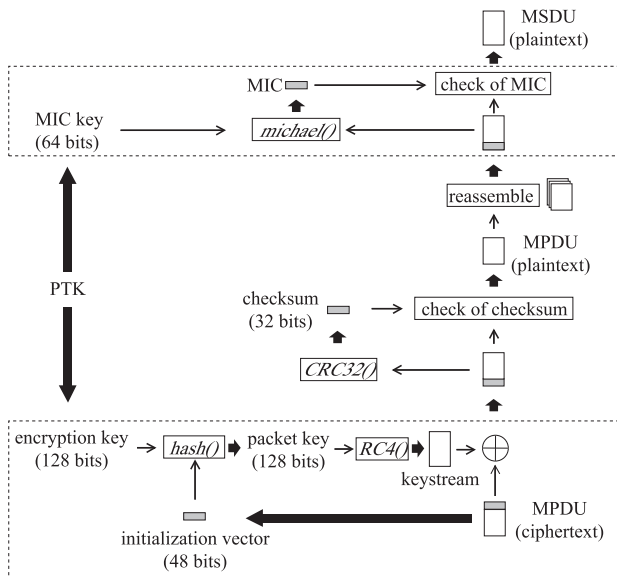 MSDU
(plaintext)
MIC
check of MIC
MIC key
(64 bits)
michael()
reassemble
MPDU
(plaintext)
PTK
checksum
(32 bits)
check of checksum
CRC32()
encryption key
(128 bits)
hash()
packet key
(128 bits)
RC4()
keystream
MPDU
(ciphertext)
initialization vector
(48 bits)